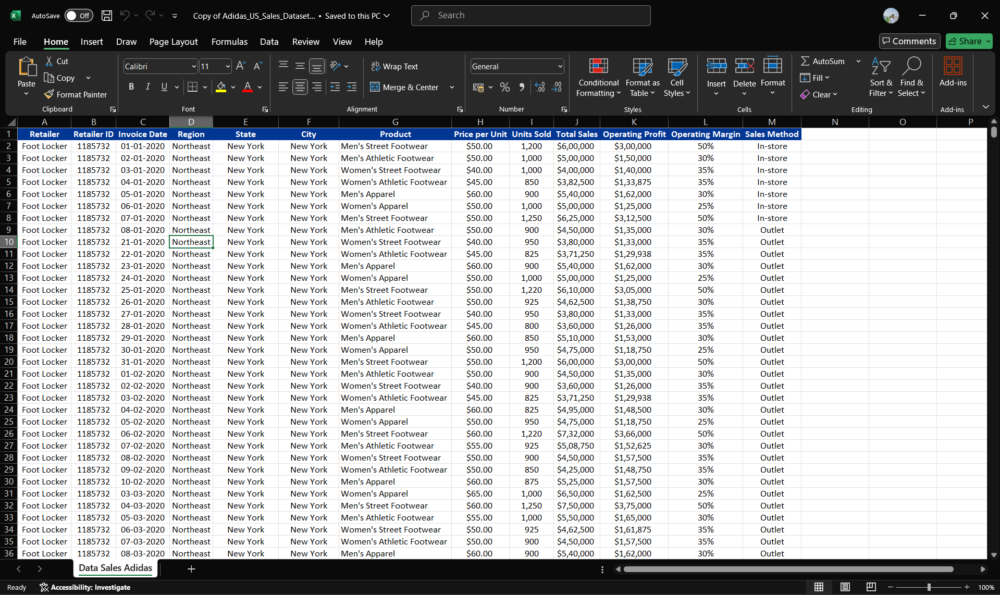 AutoSave Off Copy of Adidas_US_Sales_Dataset... • Saved to this PC Search
File Home Insert Draw Page Layout Formulas Data Review View Help Comments Share
Paste Cut Copy Format Painter Clipboard
Calibri 11 B I U A Font
Wrap Text Merge & Center Alignment
General % Number
Conditional Formatting Format as Table Cell Styles Styles
Insert Delete Format Cells
AutoSum Fill Clear Sort & Filter Find & Select Editing
Add-ins Add-ins
A B C D E F G H I J K L M N O P
1 Retailer Retailer ID Invoice Date Region State City Product Price per Unit Units Sold Total Sales Operating Profit Operating Margin Sales Method
2 Foot Locker 1185732 01-01-2020 Northeast New York New York Men's Street Footwear $50.00 1,200 $6,00,000 $3,00,000 50% In-store
3 Foot Locker 1185732 02-01-2020 Northeast New York New York Men's Athletic Footwear $50.00 1,000 $5,00,000 $1,50,000 30% In-store
4 Foot Locker 1185732 03-01-2020 Northeast New York New York Women's Street Footwear $40.00 1,000 $4,00,000 $1,40,000 35% In-store
5 Foot Locker 1185732 04-01-2020 Northeast New York New York Women's Athletic Footwear $45.00 850 $3,82,500 $1,33,875 35% In-store
6 Foot Locker 1185732 05-01-2020 Northeast New York New York Men's Apparel $60.00 900 $5,40,000 $1,62,000 30% In-store
7 Foot Locker 1185732 06-01-2020 Northeast New York New York Women's Apparel $50.00 1,000 $5,00,000 $1,25,000 25% In-store
8 Foot Locker 1185732 07-01-2020 Northeast New York New York Men's Street Footwear $50.00 1,250 $6,25,000 $3,12,500 50% In-store
9 Foot Locker 1185732 08-01-2020 Northeast New York New York Men's Athletic Footwear $50.00 900 $4,50,000 $1,35,000 30% Outlet
10 Foot Locker 1185732 21-01-2020 Northeast New York New York Women's Street Footwear $40.00 950 $3,80,000 $1,33,000 35% Outlet
11 Foot Locker 1185732 22-01-2020 Northeast New York New York Women's Athletic Footwear $45.00 825 $3,71,250 $1,29,938 35% Outlet
12 Foot Locker 1185732 23-01-2020 Northeast New York New York Men's Apparel $60.00 900 $5,40,000 $1,62,000 30% Outlet
13 Foot Locker 1185732 24-01-2020 Northeast New York New York Women's Apparel $50.00 1,000 $5,00,000 $1,25,000 25% Outlet
14 Foot Locker 1185732 25-01-2020 Northeast New York New York Men's Street Footwear $50.00 1,220 $6,10,000 $3,05,000 50% Outlet
15 Foot Locker 1185732 26-01-2020 Northeast New York New York Men's Athletic Footwear $50.00 925 $4,62,500 $1,38,750 30% Outlet
16 Foot Locker 1185732 27-01-2020 Northeast New York New York Women's Street Footwear $40.00 950 $3,80,000 $1,33,000 35% Outlet
17 Foot Locker 1185732 28-01-2020 Northeast New York New York Women's Athletic Footwear $45.00 800 $3,60,000 $1,26,000 35% Outlet
18 Foot Locker 1185732 29-01-2020 Northeast New York New York Men's Apparel $60.00 850 $5,10,000 $1,53,000 30% Outlet
19 Foot Locker 1185732 30-01-2020 Northeast New York New York Women's Apparel $50.00 950 $4,75,000 $1,18,750 25% Outlet
20 Foot Locker 1185732 31-01-2020 Northeast New York New York Men's Street Footwear $50.00 1,200 $6,00,000 $3,00,000 50% Outlet
21 Foot Locker 1185732 01-02-2020 Northeast New York New York Men's Athletic Footwear $50.00 900 $4,50,000 $1,35,000 30% Outlet
22 Foot Locker 1185732 02-02-2020 Northeast New York New York Women's Street Footwear $40.00 900 $3,60,000 $1,26,000 35% Outlet
23 Foot Locker 1185732 03-02-2020 Northeast New York New York Women's Athletic Footwear $45.00 825 $3,71,250 $1,29,938 35% Outlet
24 Foot Locker 1185732 04-02-2020 Northeast New York New York Men's Apparel $60.00 825 $4,95,000 $1,48,500 30% Outlet
25 Foot Locker 1185732 05-02-2020 Northeast New York New York Women's Apparel $50.00 950 $4,75,000 $1,18,750 25% Outlet
26 Foot Locker 1185732 06-02-2020 Northeast New York New York Men's Street Footwear $60.00 1,220 $7,32,000 $3,66,000 50% Outlet
27 Foot Locker 1185732 07-02-2020 Northeast New York New York Men's Athletic Footwear $55.00 925 $5,08,750 $1,52,625 30% Outlet
28 Foot Locker 1185732 08-02-2020 Northeast New York New York Women's Street Footwear $50.00 900 $4,50,000 $1,57,500 35% Outlet
29 Foot Locker 1185732 09-02-2020 Northeast New York New York Women's Athletic Footwear $50.00 850 $4,25,000 $1,48,750 35% Outlet
30 Foot Locker 1185732 10-02-2020 Northeast New York New York Men's Apparel $60.00 875 $5,25,000 $1,57,500 30% Outlet
31 Foot Locker 1185732 03-03-2020 Northeast New York New York Women's Apparel $65.00 1,000 $6,50,000 $1,62,500 25% Outlet
32 Foot Locker 1185732 04-03-2020 Northeast New York New York Men's Street Footwear $60.00 1,250 $7,50,000 $3,75,000 50% Outlet
33 Foot Locker 1185732 05-03-2020 Northeast New York New York Men's Athletic Footwear $55.00 1,000 $5,50,000 $1,65,000 30% Outlet
34 Foot Locker 1185732 06-03-2020 Northeast New York New York Women's Street Footwear $50.00 925 $4,62,500 $1,61,875 35% Outlet
35 Foot Locker 1185732 07-03-2020 Northeast New York New York Women's Athletic Footwear $50.00 900 $4,50,000 $1,57,500 35% Outlet
36 Foot Locker 1185732 08-03-2020 Northeast New York New York Men's Apparel $60.00 900 $5,40,000 $1,62,000 30% Outlet
Data Sales Adidas
Ready Accessibility: Investigate 100%